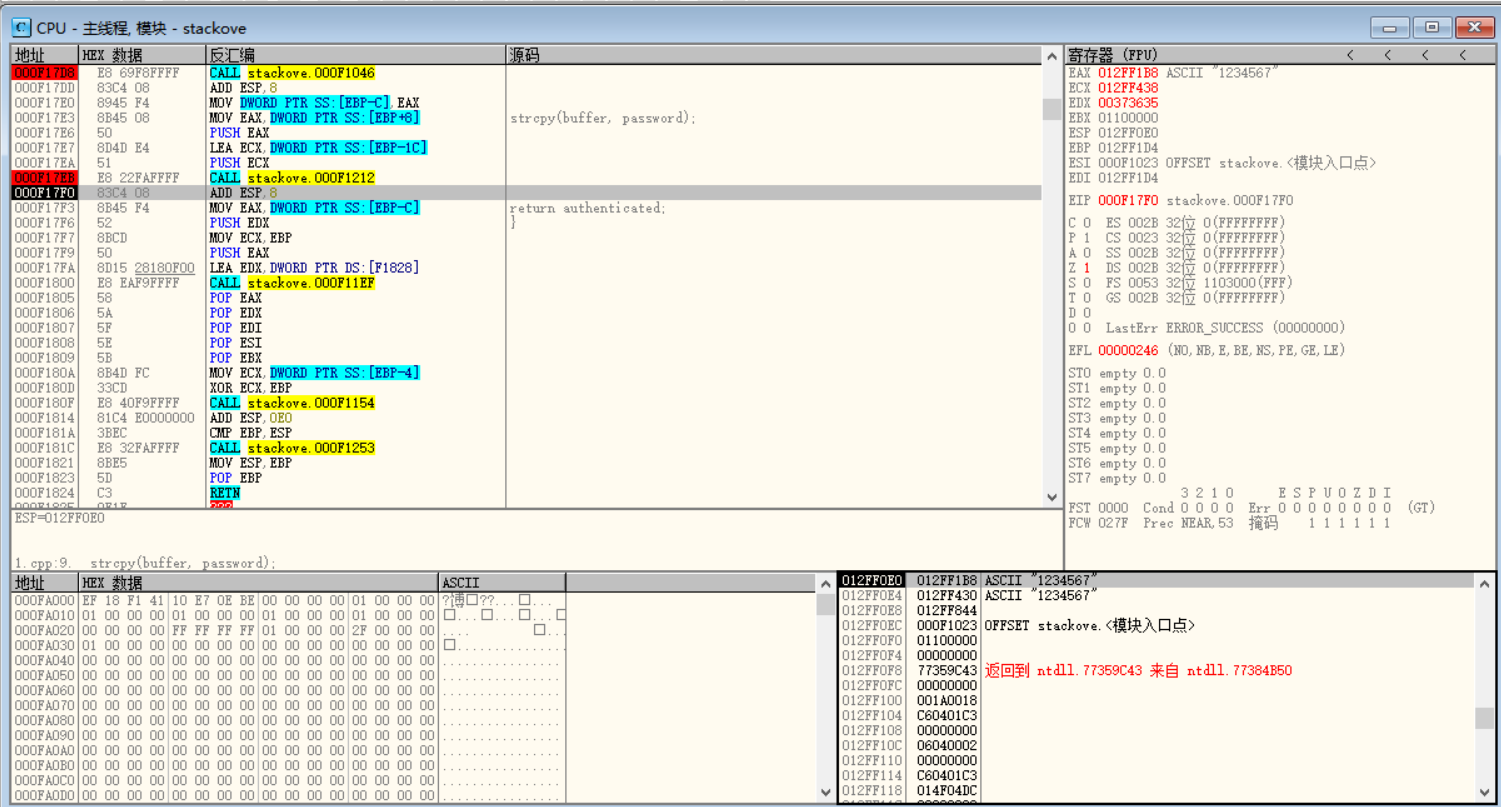 CPU - 主线程, 模块 - stackove
地址 HEX 数据 反汇编 源码
000F17D8 E8 69F8FFFF CALL stackove.000F1046
000F17DD 83C4 08 ADD ESP,8
000F17E0 8945 F4 MOV DWORD PTR SS:[EBP-C],EAX
000F17E3 8B45 08 MOV EAX,DWORD PTR SS:[EBP+8] strcpy(buffer, password);
000F17E6 50 PUSH EAX
000F17E7 8D4D E4 LEA ECX,DWORD PTR SS:[EBP-1C]
000F17EA 51 PUSH ECX
000F17EB E8 22FAFFFF CALL stackove.000F1212
000F17F0 83C4 08 ADD ESP,8
000F17F3 8B45 F4 MOV EAX,DWORD PTR SS:[EBP-C] return authenticated;
000F17F6 52 PUSH EDX }
000F17F7 8BCD MOV ECX,EBP
000F17F9 50 PUSH EAX
000F17FA 8D15 28180F00 LEA EDX,DWORD PTR DS:[F1828]
000F1800 E8 EAF9FFFF CALL stackove.000F11EF
000F1805 58 POP EAX
000F1806 5A POP EDX
000F1807 5F POP EDI
000F1808 5E POP ESI
000F1809 5B POP EBX
000F180A 8B4D FC MOV ECX,DWORD PTR SS:[EBP-4]
000F180D 33CD XOR ECX,EBP
000F180F E8 40F9FFFF CALL stackove.000F1154
000F1814 81C4 E0000000 ADD ESP,0E0
000F181A 3BEC CMP EBP,ESP
000F181C E8 32FAFFFF CALL stackove.000F1253
000F1821 8BE5 MOV ESP,EBP
000F1823 5D POP EBP
000F1824 C3 RETN
ESP=012FF0E0
1.cpp:9. strcpy(buffer, password);
寄存器 (FPU) < < < <
EAX 012FF1B8 ASCII "1234567"
ECX 012FF438
EDX 00373635
EBX 01100000
ESP 012FF0E0
EBP 012FF1D4
ESI 000F1023 OFFSET stackove.<模块入口点>
EDI 012FF1D4
EIP 000F17F0 stackove.000F17F0
C 0 ES 002B 32位 0(FFFFFFFF)
P 1 CS 0023 32位 0(FFFFFFFF)
A 0 SS 002B 32位 0(FFFFFFFF)
Z 1 DS 002B 32位 0(FFFFFFFF)
S 0 FS 0053 32位 1103000(FFF)
T 0 GS 002B 32位 0(FFFFFFFF)
D 0
O 0 LastErr ERROR_SUCCESS (00000000)
EFL 00000246 (NO,NB,E,BE,NS,PE,GE,LE)
ST0 empty 0.0
ST1 empty 0.0
ST2 empty 0.0
ST3 empty 0.0
ST4 empty 0.0
ST5 empty 0.0
ST6 empty 0.0
ST7 empty 0.0
3 2 1 0 E S P U O Z D I
FST 0000 Cond 0 0 0 0 Err 0 0 0 0 0 0 0 0 (GT)
FCW 027F Prec NEAR,53 掩码 1 1 1 1 1 1
地址 HEX 数据 ASCII
000FA000 EF 18 F1 41 10 E7 0E BE 00 00 00 00 01 00 00 00
000FA010 01 00 00 00 01 00 00 00 01 00 00 00 01 00 00 00
000FA020 00 00 00 00 FF FF FF FF 01 00 00 00 2F 00 00 00
000FA030 01 00 00 00 00 00 00 00 00 00 00 00 00 00 00 00
000FA040 00 00 00 00 00 00 00 00 00 00 00 00 00 00 00 00 ................
000FA050 00 00 00 00 00 00 00 00 00 00 00 00 00 00 00 00 ................
000FA060 00 00 00 00 00 00 00 00 00 00 00 00 00 00 00 00 ................
000FA070 00 00 00 00 00 00 00 00 00 00 00 00 00 00 00 00 ................
000FA080 00 00 00 00 00 00 00 00 00 00 00 00 00 00 00 00 ................
000FA090 00 00 00 00 00 00 00 00 00 00 00 00 00 00 00 00 ................
000FA0A0 00 00 00 00 00 00 00 00 00 00 00 00 00 00 00 00 ................
000FA0B0 00 00 00 00 00 00 00 00 00 00 00 00 00 00 00 00 ................
000FA0C0 00 00 00 00 00 00 00 00 00 00 00 00 00 00 00 00 ................
000FA0D0 00 00 00 00 00 00 00 00 00 00 00 00 00 00 00 00 ................
012FF0E0 012FF1B8 ASCII "1234567"
012FF0E4 012FF430 ASCII "1234567"
012FF0E8 012FF844
012FF0EC 000F1023 OFFSET stackove.<模块入口点>
012FF0F0 01100000
012FF0F4 00000000
012FF0F8 77359C43 返回到 ntdll.77359C43 来自 ntdll.77384B50
012FF0FC 00000000
012FF100 001A0018
012FF104 C60401C3
012FF108 00000000
012FF10C 06040002
012FF110 00000000
012FF114 C60401C3
012FF118 014F04DC